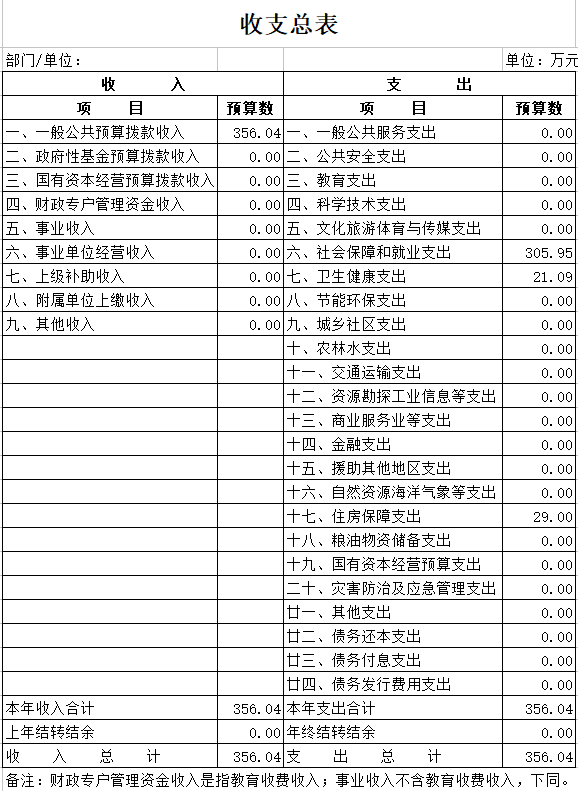 收支总表
部门/单位： 单位：万元
收 入 支 出
项 目 预算数 项 目 预算数
一、一般公共预算拨款收入 356.04 一、一般公共服务支出 0.00
二、政府性基金预算拨款收入 0.00 二、公共安全支出 0.00
三、国有资本经营预算拨款收入 0.00 三、教育支出 0.00
四、财政专户管理资金收入 0.00 四、科学技术支出 0.00
五、事业收入 0.00 五、文化旅游体育与传媒支出 0.00
六、事业单位经营收入 0.00 六、社会保障和就业支出 305.95
七、上级补助收入 0.00 七、卫生健康支出 21.09
八、附属单位上缴收入 0.00 八、节能环保支出 0.00
九、其他收入 0.00 九、城乡社区支出 0.00
十、农林水支出 0.00
十一、交通运输支出 0.00
十二、资源勘探工业信息等支出 0.00
十三、商业服务业等支出 0.00
十四、金融支出 0.00
十五、援助其他地区支出 0.00
十六、自然资源海洋气象等支出 0.00
十七、住房保障支出 29.00
十八、粮油物资储备支出 0.00
十九、国有资本经营预算支出 0.00
二十、灾害防治及应急管理支出 0.00
廿一、其他支出 0.00
廿二、债务还本支出 0.00
廿三、债务付息支出 0.00
廿四、债务发行费用支出 0.00
本年收入合计 356.04 本年支出合计 356.04
上年结转结余 0.00 年终结转结余 0.00
收 入 总 计 356.04 支 出 总 计 356.04
备注：财政专户管理资金收入是指教育收费收入；事业收入不含教育收费收入，下同。